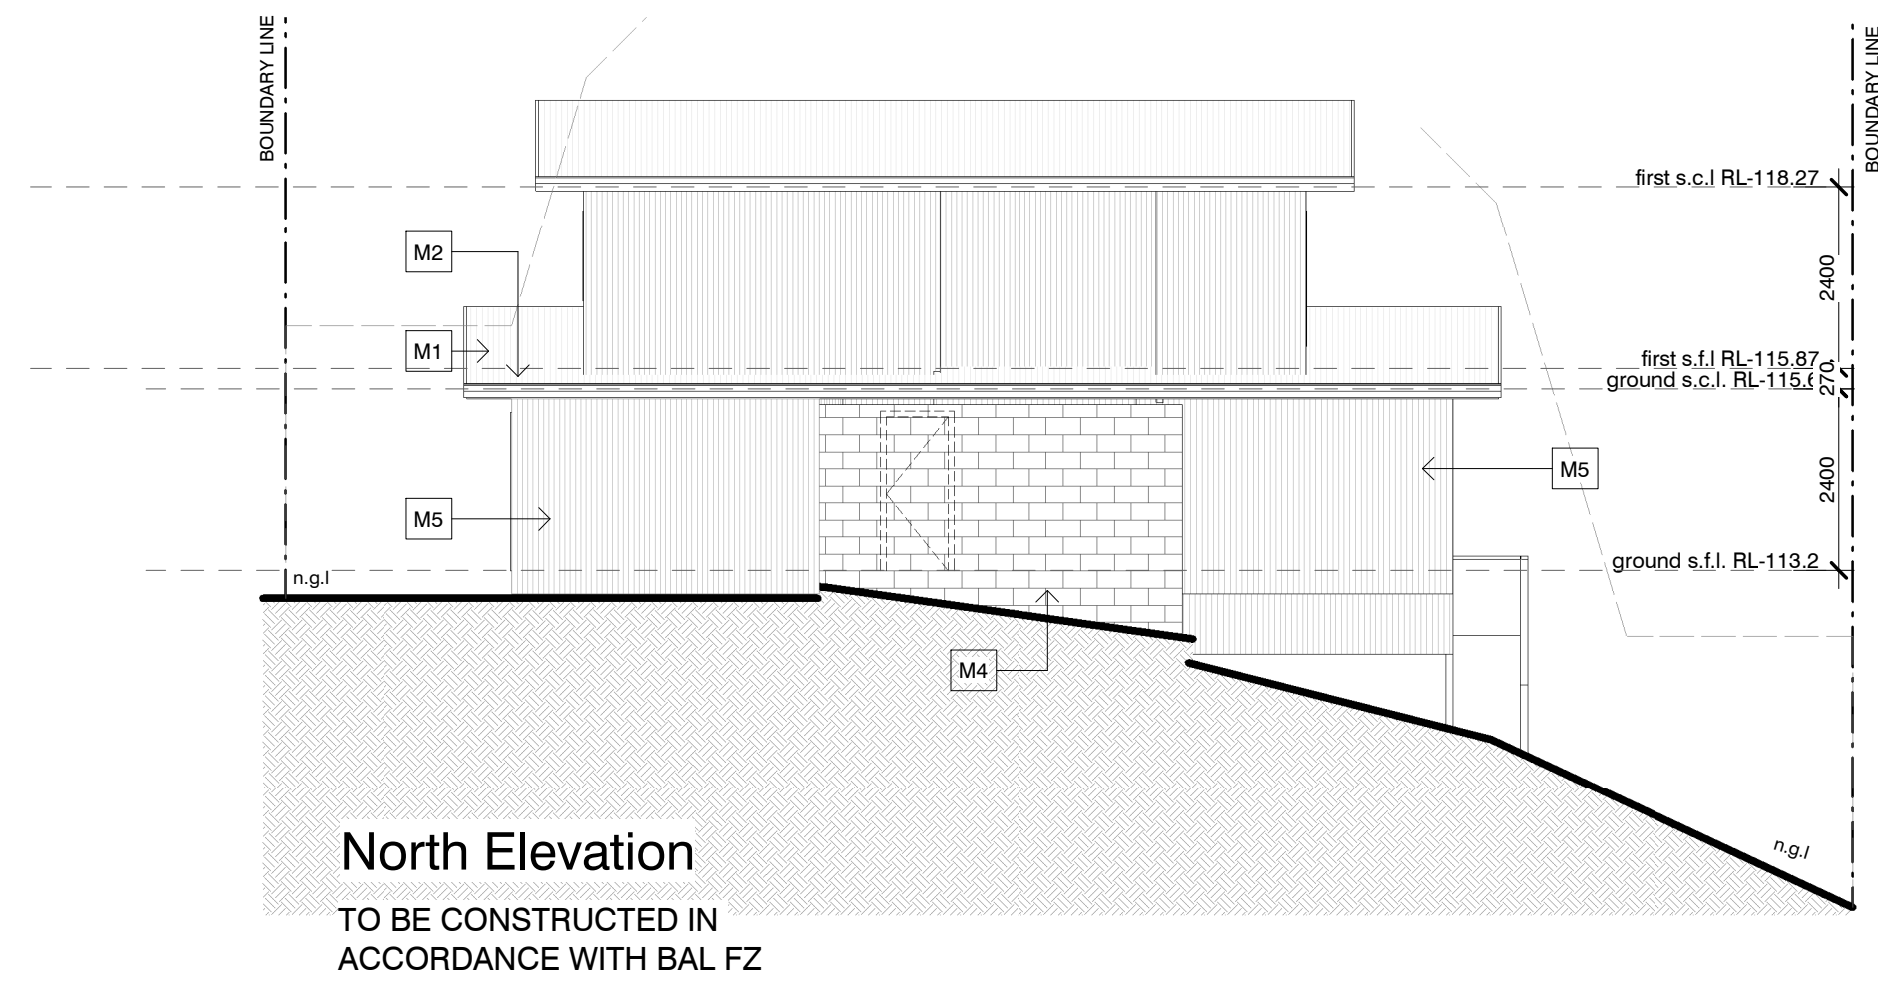 BOUNDARY LINE
BOUNDARY LINE
first s.c.l RL-118.27
M2
2400
M1
first s.f.l RL-115.87
270
ground s.c.l. RL-115.6
M5
2400
M5
ground s.f.l. RL-113.2
n.g.l
M4
n.g.l
North Elevation
TO BE CONSTRUCTED IN
ACCORDANCE WITH BAL FZ